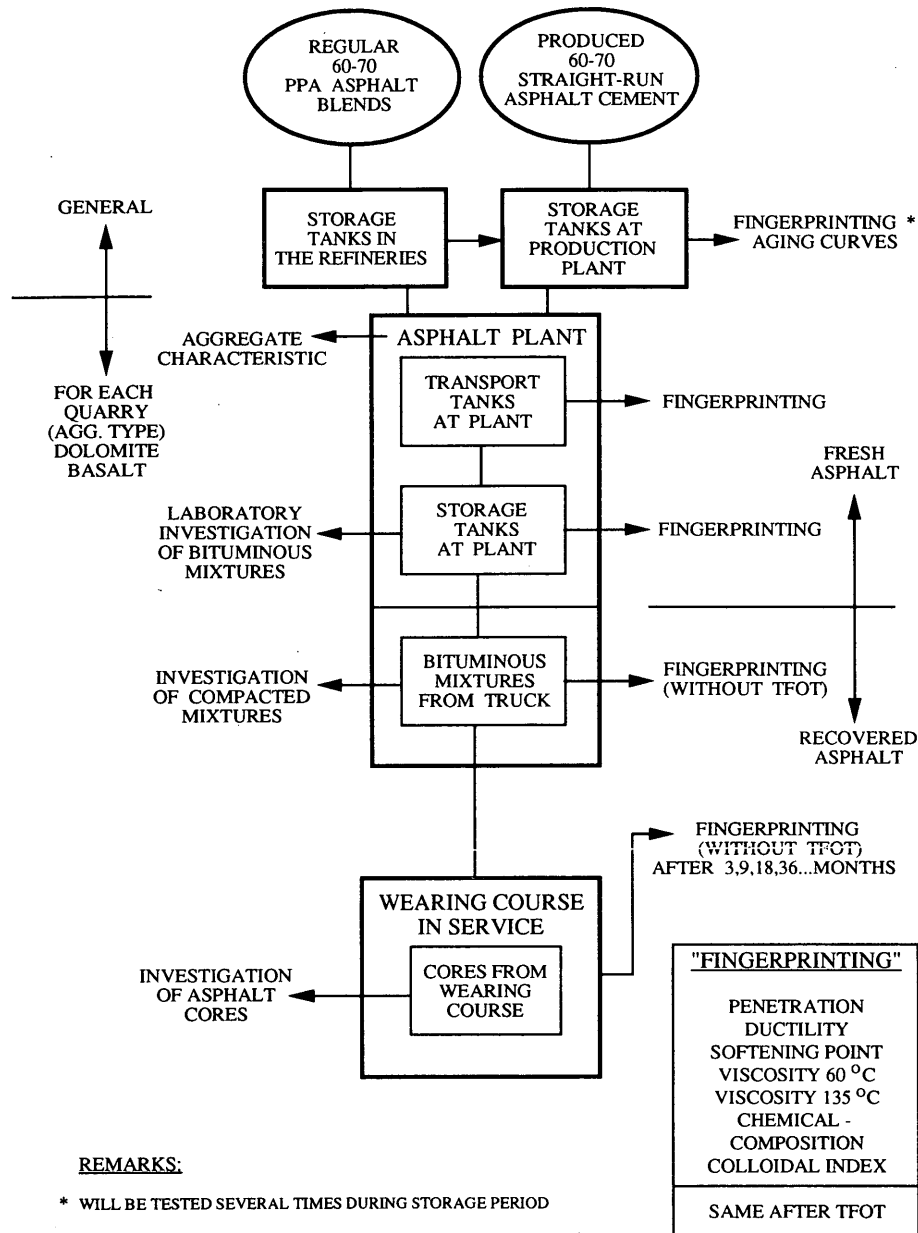 REGULAR
60-70
PPA ASPHALT
BLENDS
PRODUCED
60-70
STRAIGHT-RUN
ASPHALT CEMENT
GENERAL
STORAGE
TANKS IN
THE REFINERIES
STORAGE
TANKS AT
PRODUCTION
PLANT
FINGERPRINTING *
AGING CURVES
AGGREGATE
CHARACTERISTIC
ASPHALT PLANT
FOR EACH
QUARRY
(AGG. TYPE)
DOLOMITE
BASALT
TRANSPORT
TANKS
AT PLANT
FINGERPRINTING
FRESH
ASPHALT
LABORATORY
INVESTIGATION
OF BITUMINOUS
MIXTURES
STORAGE
TANKS
AT PLANT
FINGERPRINTING
INVESTIGATION
OF COMPACTED
MIXTURES
BITUMINOUS
MIXTURES
FROM TRUCK
FINGERPRINTING
(WITHOUT TFOT)
RECOVERED
ASPHALT
FINGERPRINTING
(WITHOUT TFOT)
AFTER 3,9,18,36...MONTHS
WEARING COURSE
IN SERVICE
INVESTIGATION
OF ASPHALT
CORES
CORES FROM
WEARING
COURSE
"FINGERPRINTING"
PENETRATION
DUCTILITY
SOFTENING POINT
VISCOSITY 60 °C
VISCOSITY 135 °C
CHEMICAL -
COMPOSITION
COLLOIDAL INDEX
SAME AFTER TFOT
REMARKS:
* WILL BE TESTED SEVERAL TIMES DURING STORAGE PERIOD